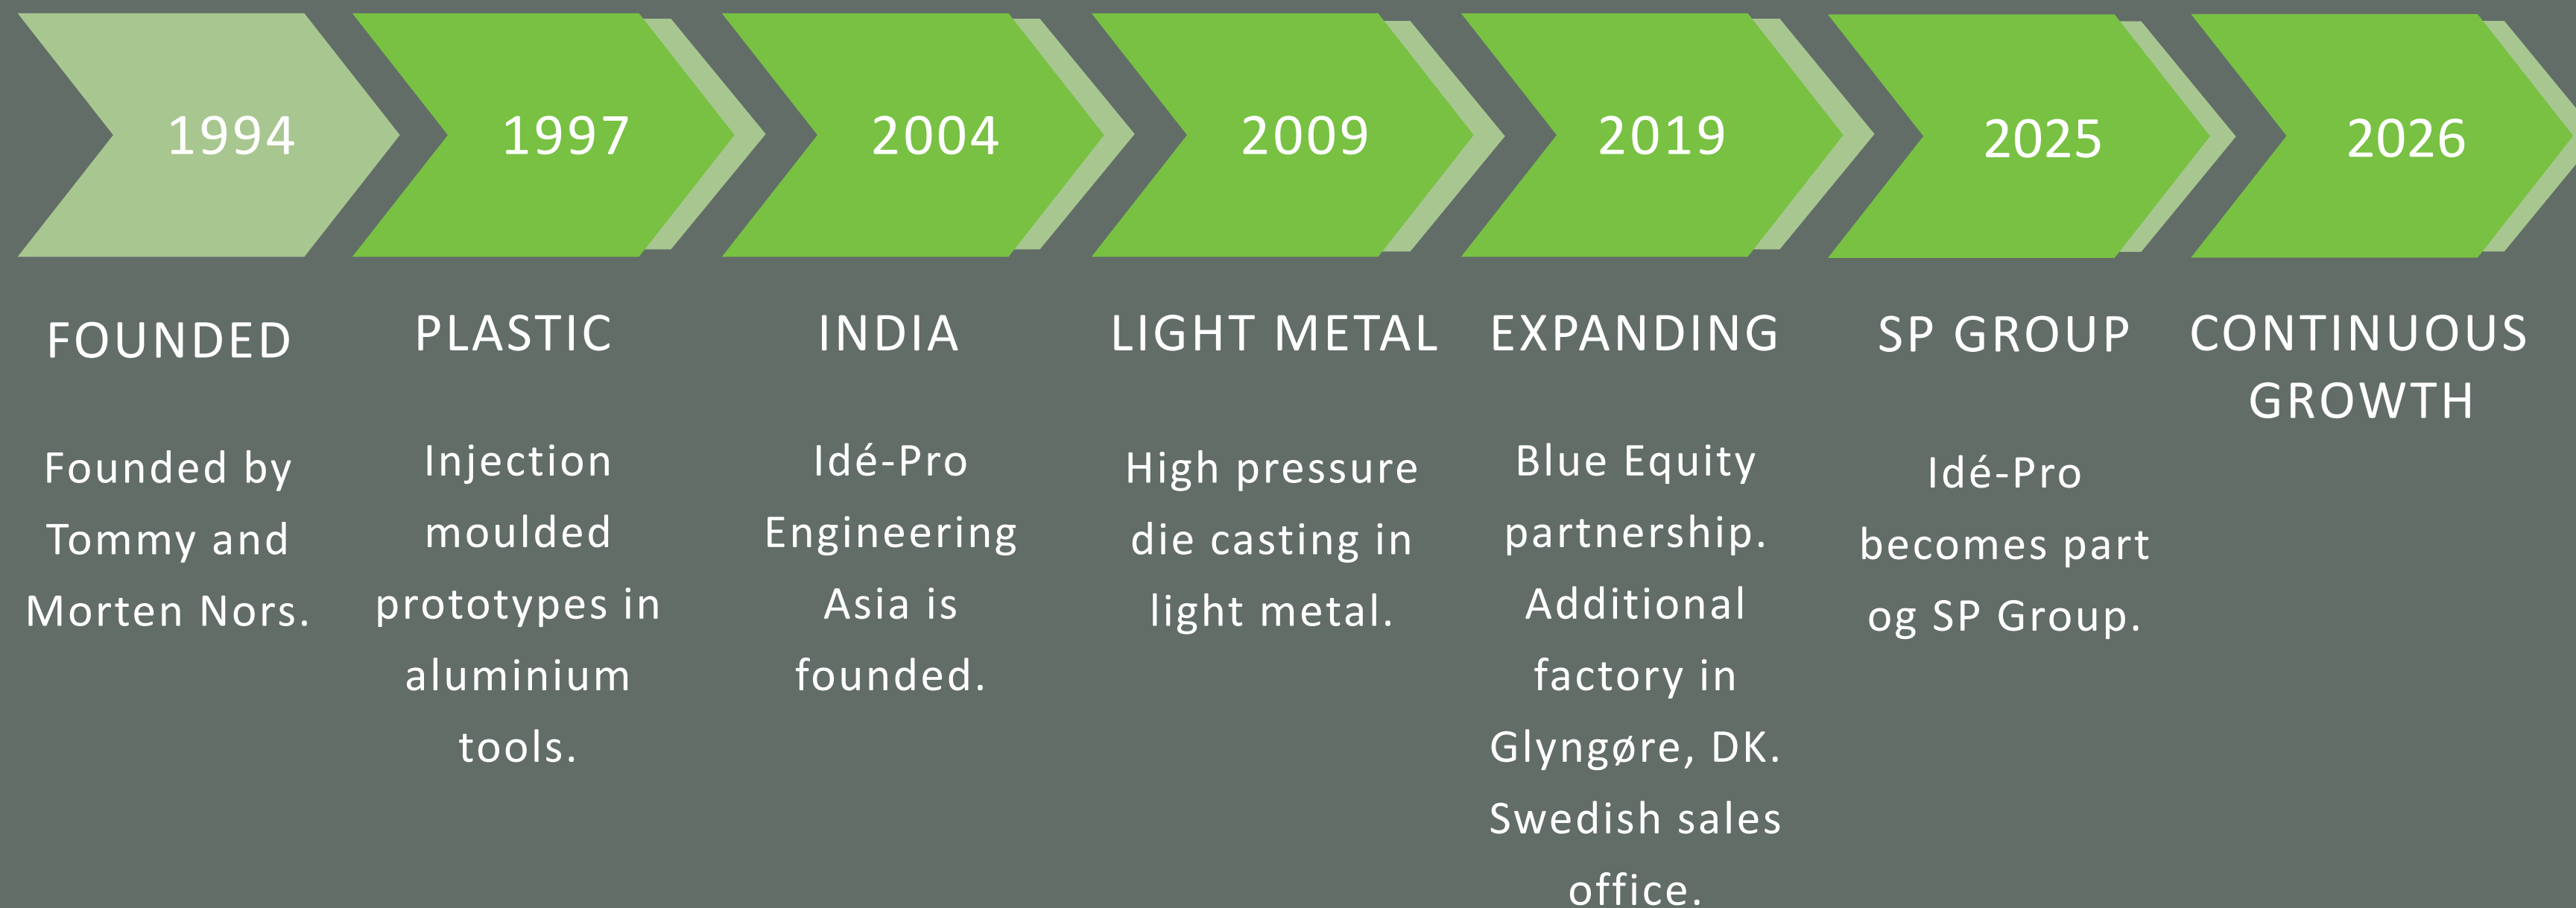 1994
1997
2004
2009
2019
2025
2026
FOUNDED
Founded by
Tommy and
Morten Nors.
PLASTIC
Injection
moulded
prototypes in
aluminium
tools.
INDIA
Idé-Pro
Engineering
Asia is
founded.
LIGHT METAL
High pressure
die casting in
light metal.
EXPANDING
Blue Equity
partnership.
Additional
factory in
Glyngøre, DK.
Swedish sales
office.
SP GROUP
Idé-Pro
becomes part
og SP Group.
CONTINUOUS
GROWTH